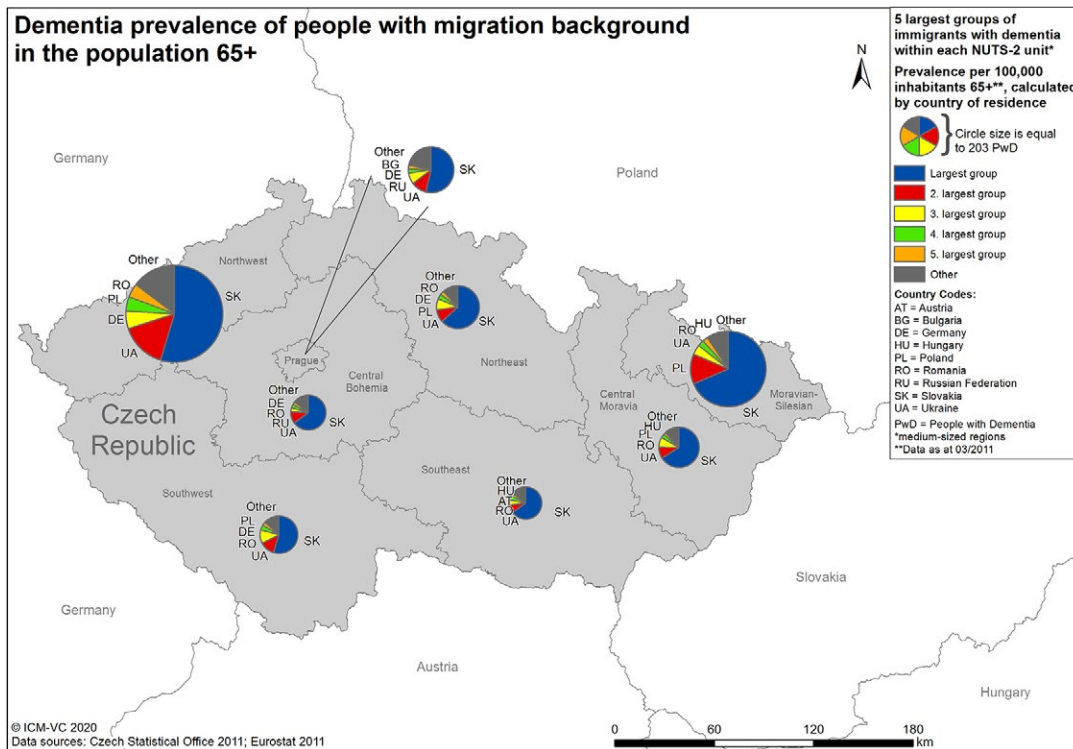 Dementia prevalence of people with migration background
in the population 65+
N
5 largest groups of
immigrants with dementia
within each NUTS-2 unit*
Prevalence per 100,000
inhabitants 65+**, calculated
by country of residence
Circle size is equal
to 203 PwD
Largest group
2. largest group
3. largest group
4. largest group
5. largest group
Other
Country Codes:
AT = Austria
BG = Bulgaria
DE = Germany
HU = Hungary
PL = Poland
RO = Romania
RU = Russian Federation
SK = Slovakia
UA = Ukraine
PwD = People with Dementia
*medium-sized regions
**Data as at 03/2011
Germany
Poland
Other
BG
DE
RU
UA
SK
Northwest
Other
RO
PL
DE
UA
SK
Other
RO
DE
PL
UA
SK
Northeast
Prague
Central
Bohemia
Other
DE
RO
RU
UA
SK
HU Other
RO
UA
PL
SK
Moravian-
Silesian
Central
Moravia
Other
HU
PL
RO
UA
SK
Czech
Republic
Southwest
Other
PL
DE
RO
UA
SK
Southeast
Other
HU
AT
RO
UA
SK
Germany
Austria
Slovakia
Hungary
© ICM-VC 2020
Data sources: Czech Statistical Office 2011; Eurostat 2011
0 60 120 180
km